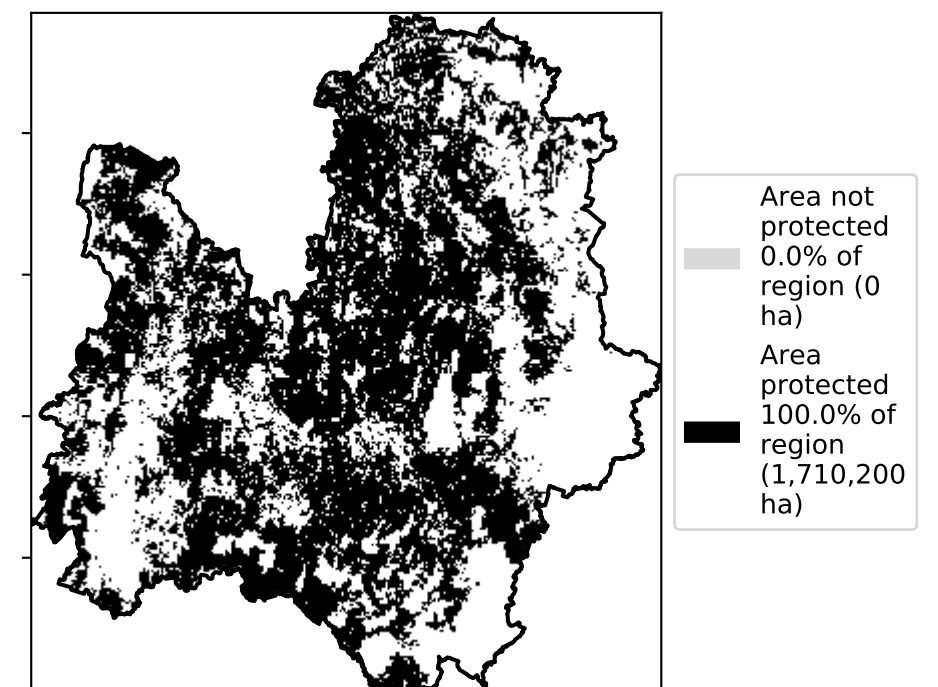 Area not
protected
0.0% of
region (0
ha)
Area
protected
100.0% of
region
(1,710,200
ha)